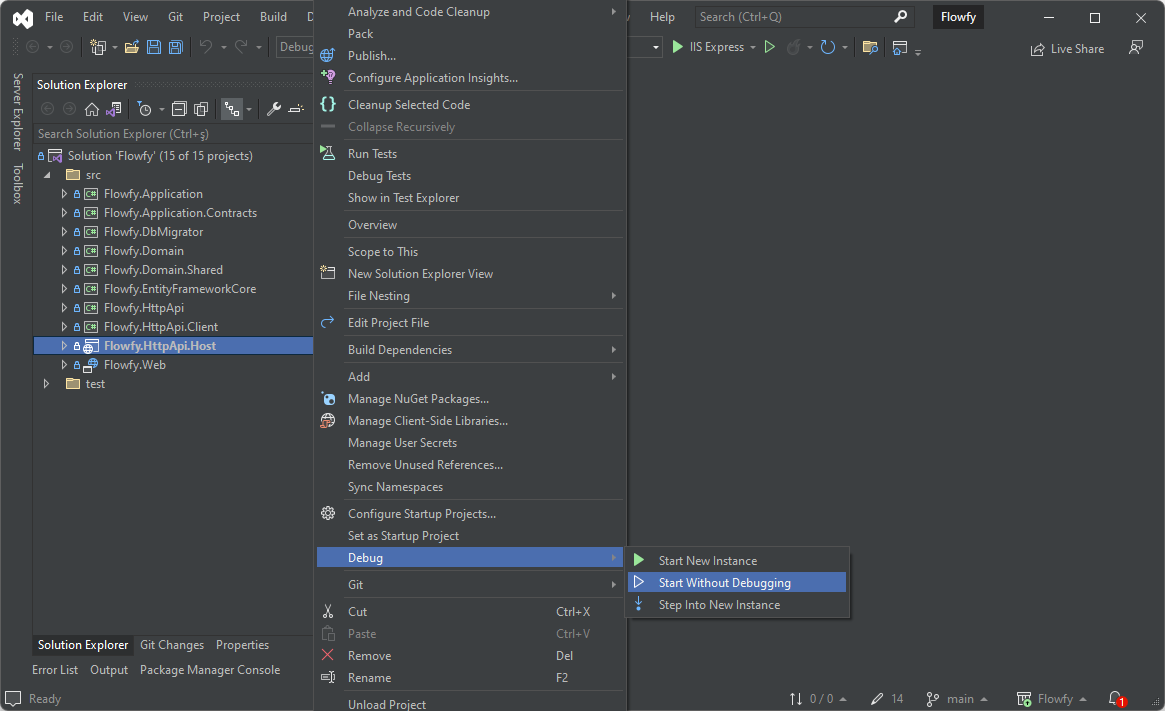 File Edit View Git Project Build D Help Search (Ctrl+Q) Flowfy
Debug IIS Express Live Share
Server Explorer
Toolbox
Solution Explorer
Search Solution Explorer (Ctrl+ş)
Solution 'Flowfy' (15 of 15 projects)
src
Flowfy.Application
Flowfy.Application.Contracts
Flowfy.DbMigrator
Flowfy.Domain
Flowfy.Domain.Shared
Flowfy.EntityFrameworkCore
Flowfy.HttpApi
Flowfy.HttpApi.Client
Flowfy.HttpApi.Host
Flowfy.Web
test
Analyze and Code Cleanup
Pack
Publish...
Configure Application Insights...
Cleanup Selected Code
Collapse Recursively
Run Tests
Debug Tests
Show in Test Explorer
Overview
Scope to This
New Solution Explorer View
File Nesting
Edit Project File
Build Dependencies
Add
Manage NuGet Packages...
Manage Client-Side Libraries...
Manage User Secrets
Remove Unused References...
Sync Namespaces
Configure Startup Projects...
Set as Startup Project
Debug
Git
Cut Ctrl+X
Paste Ctrl+V
Remove Del
Rename F2
Unload Project
Start New Instance
Start Without Debugging
Step Into New Instance
Solution Explorer Git Changes Properties
Error List Output Package Manager Console
Ready 0 / 0 14 main Flowfy 1